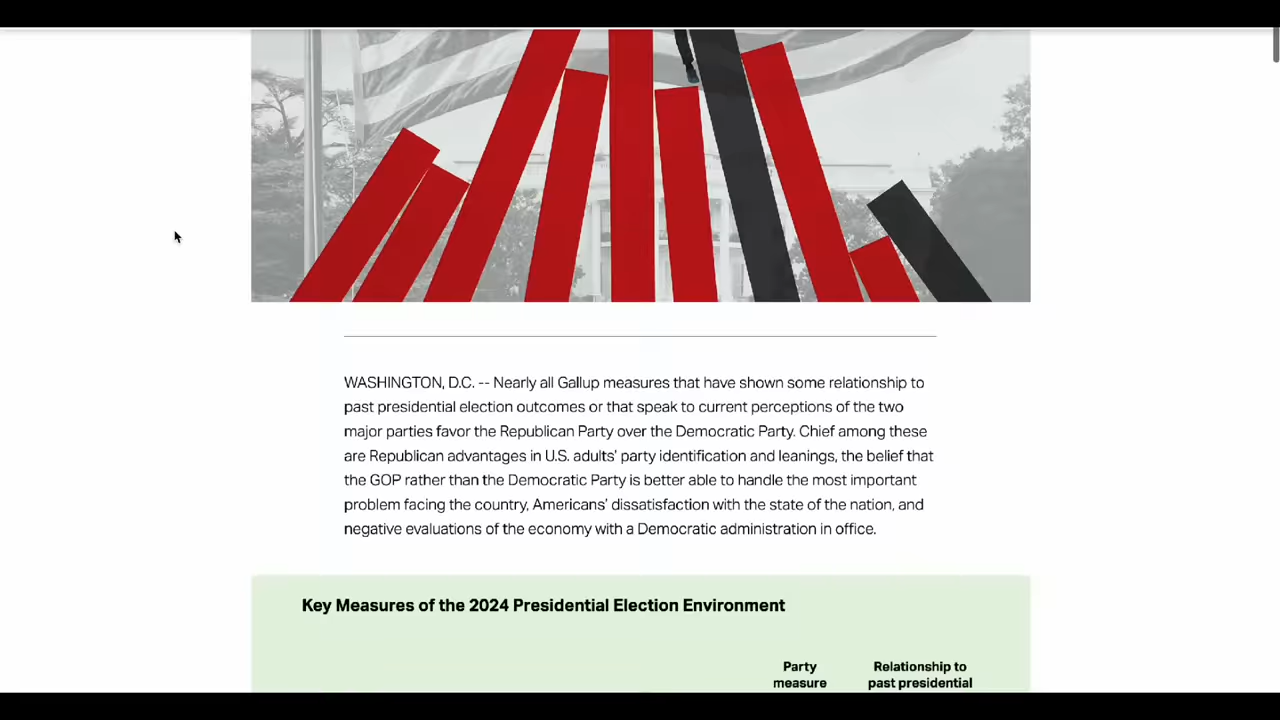 WASHINGTON, D.C. -- Nearly all Gallup measures that have shown some relationship to
past presidential election outcomes or that speak to current perceptions of the two
major parties favor the Republican Party over the Democratic Party. Chief among these
are Republican advantages in U.S. adults' party identification and leanings, the belief that
the GOP rather than the Democratic Party is better able to handle the most important
problem facing the country, Americans' dissatisfaction with the state of the nation, and
negative evaluations of the economy with a Democratic administration in office.
Key Measures of the 2024 Presidential Election Environment
Party Relationship to
measure past presidential